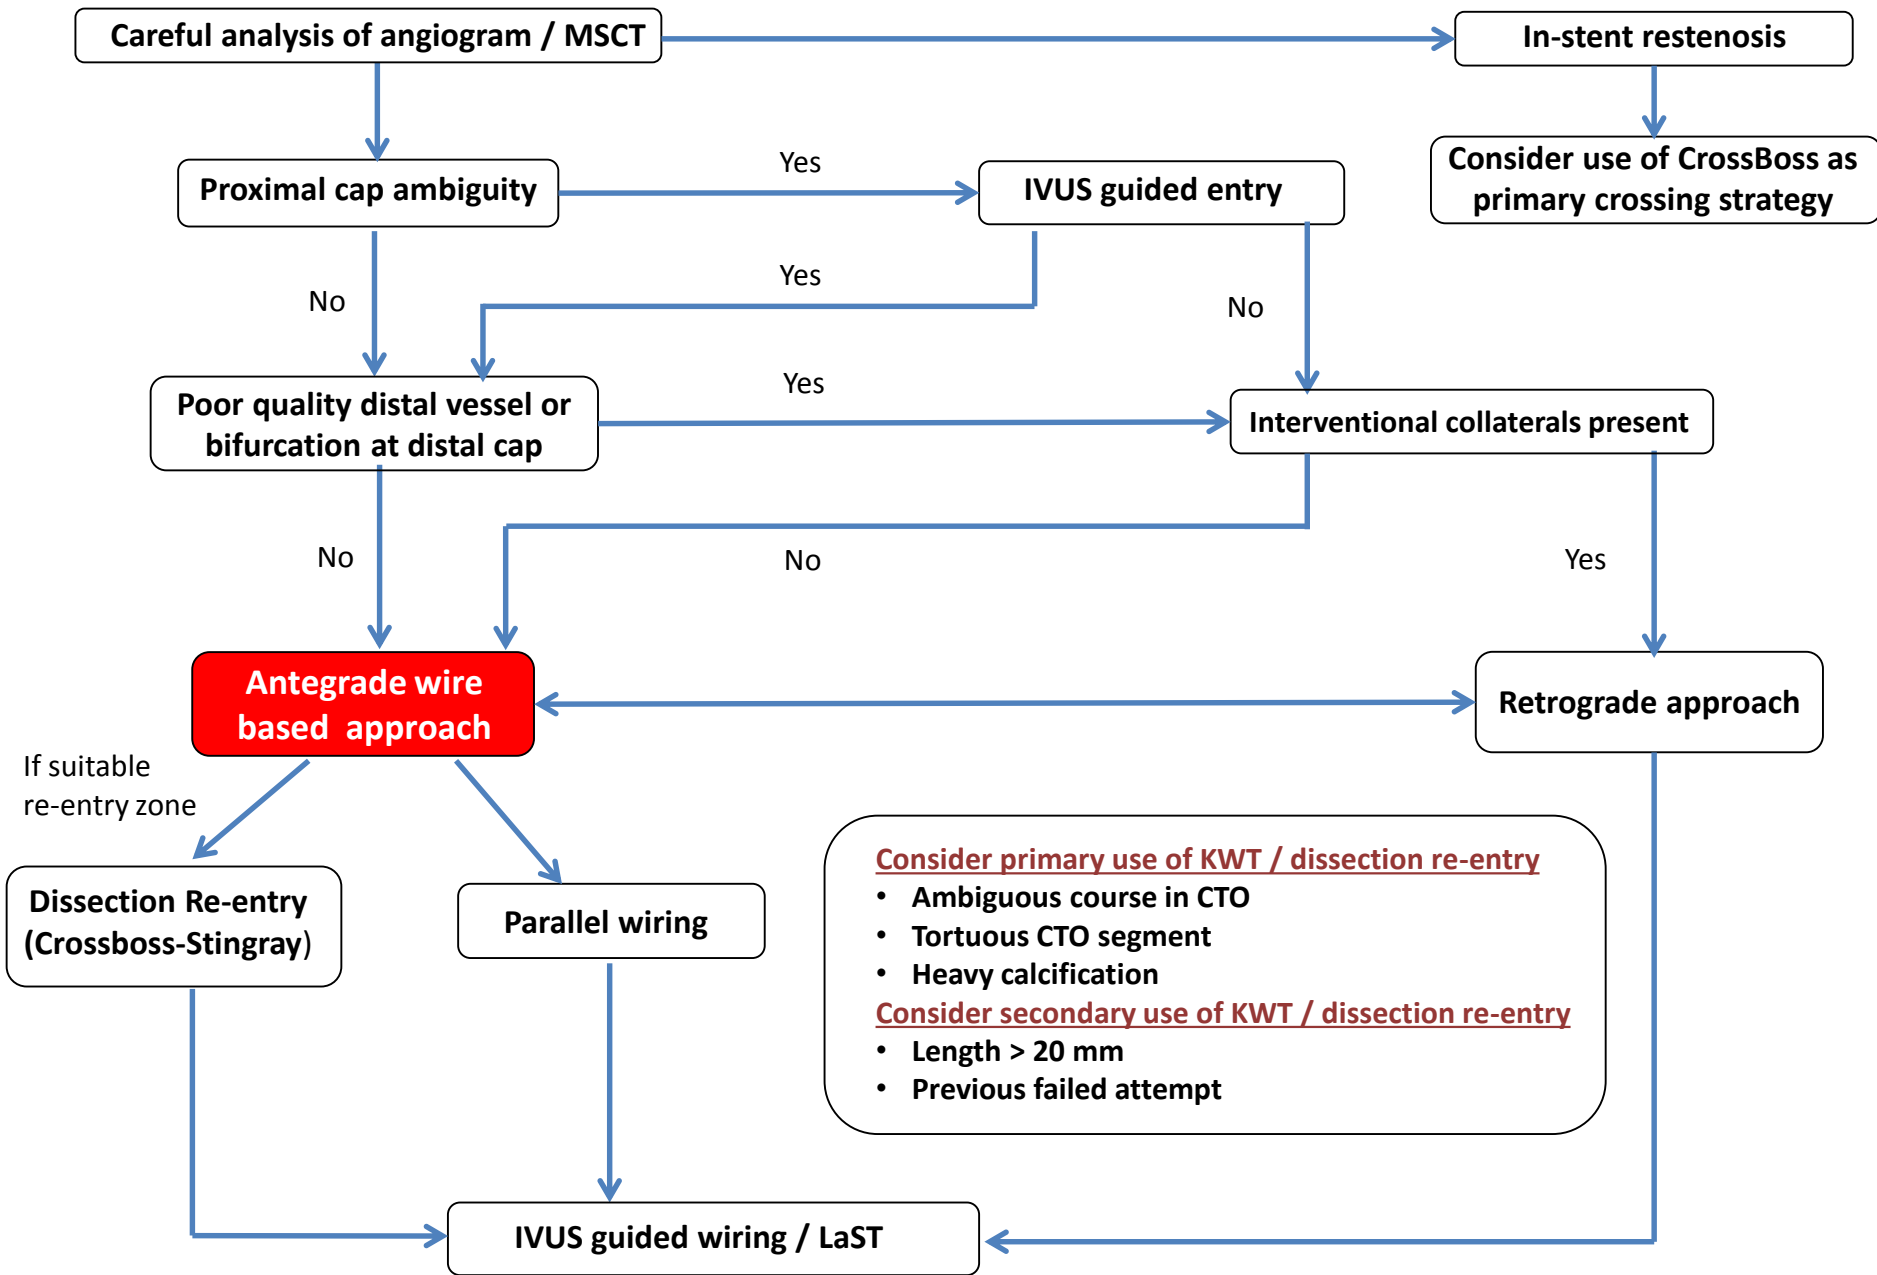 Careful analysis of angiogram / MSCT
In-stent restenosis
Consider use of CrossBoss as
primary crossing strategy
Proximal cap ambiguity
Yes
IVUS guided entry
Yes
No
No
Poor quality distal vessel or
bifurcation at distal cap
Yes
Interventional collaterals present
No
No
Yes
Antegrade wire
based approach
Retrograde approach
If suitable
re-entry zone
Dissection Re-entry
(Crossboss-Stingray)
Parallel wiring
Consider primary use of KWT / dissection re-entry
• Ambiguous course in CTO
• Tortuous CTO segment
• Heavy calcification
Consider secondary use of KWT / dissection re-entry
• Length > 20 mm
• Previous failed attempt
IVUS guided wiring / LaST